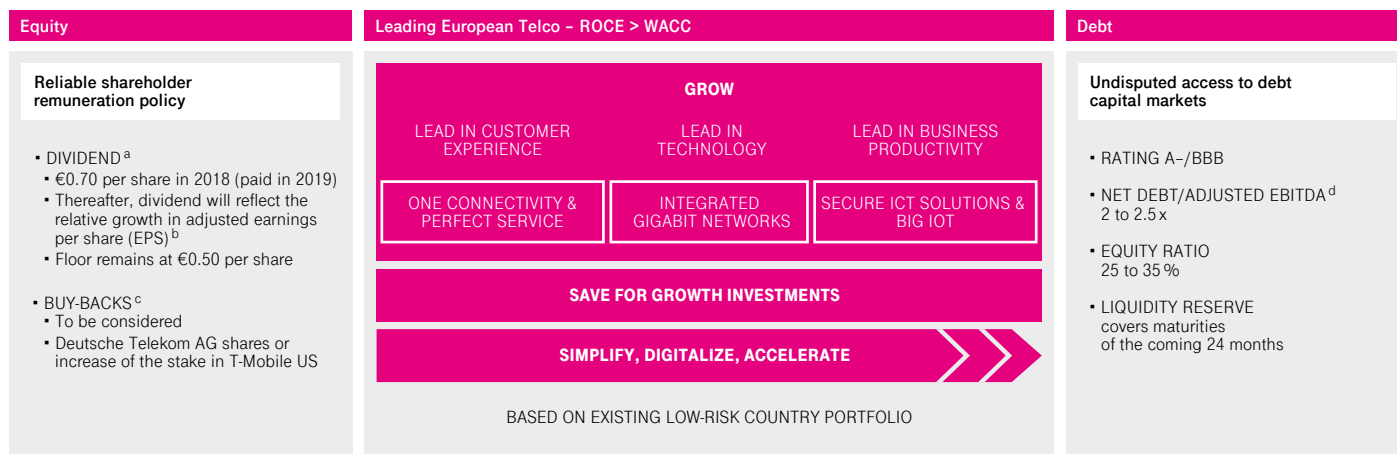 Equity
Reliable shareholder
remuneration policy
▪ DIVIDEND a
▪ €0.70 per share in 2018 (paid in 2019)
▪ Thereafter, dividend will reflect the
relative growth in adjusted earnings
per share (EPS) b
▪ Floor remains at €0.50 per share
▪ BUY-BACKS c
▪ To be considered
▪ Deutsche Telekom AG shares or
increase of the stake in T-Mobile US
Leading European Telco – ROCE > WACC
GROW
LEAD IN CUSTOMER
EXPERIENCE
LEAD IN
TECHNOLOGY
LEAD IN BUSINESS
PRODUCTIVITY
ONE CONNECTIVITY &
PERFECT SERVICE
INTEGRATED
GIGABIT NETWORKS
SECURE ICT SOLUTIONS &
BIG IOT
SAVE FOR GROWTH INVESTMENTS
SIMPLIFY, DIGITALIZE, ACCELERATE
BASED ON EXISTING LOW-RISK COUNTRY PORTFOLIO
Debt
Undisputed access to debt
capital markets
▪ RATING A–/BBB
▪ NET DEBT/ADJUSTED EBITDA d
2 to 2.5 x
▪ EQUITY RATIO
25 to 35 %
▪ LIQUIDITY RESERVE
covers maturities
of the coming 24 months